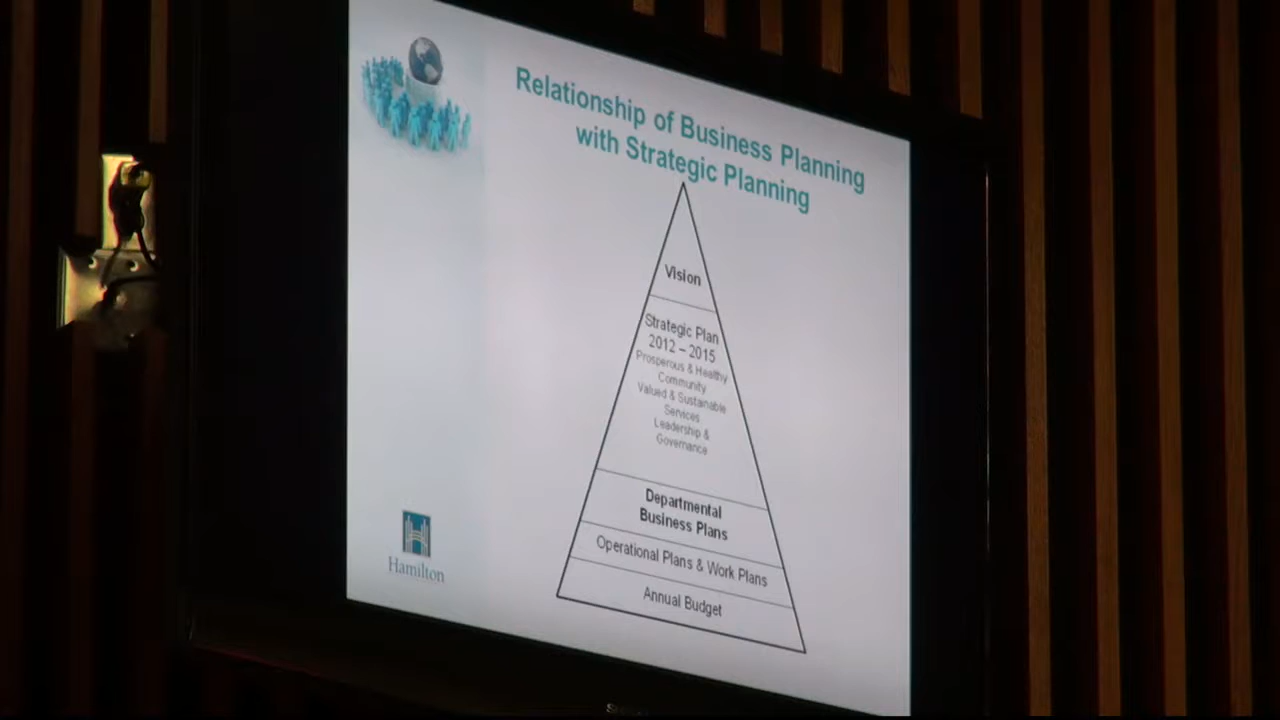 Relationship of Business Planning
with Strategic Planning
Vision
Strategic Plan
2012 – 2015
Prosperous & Healthy
Community
Valued & Sustainable
Services
Leadership &
Governance
Departmental
Business Plans
Operational Plans & Work Plans
Annual Budget
Hamilton